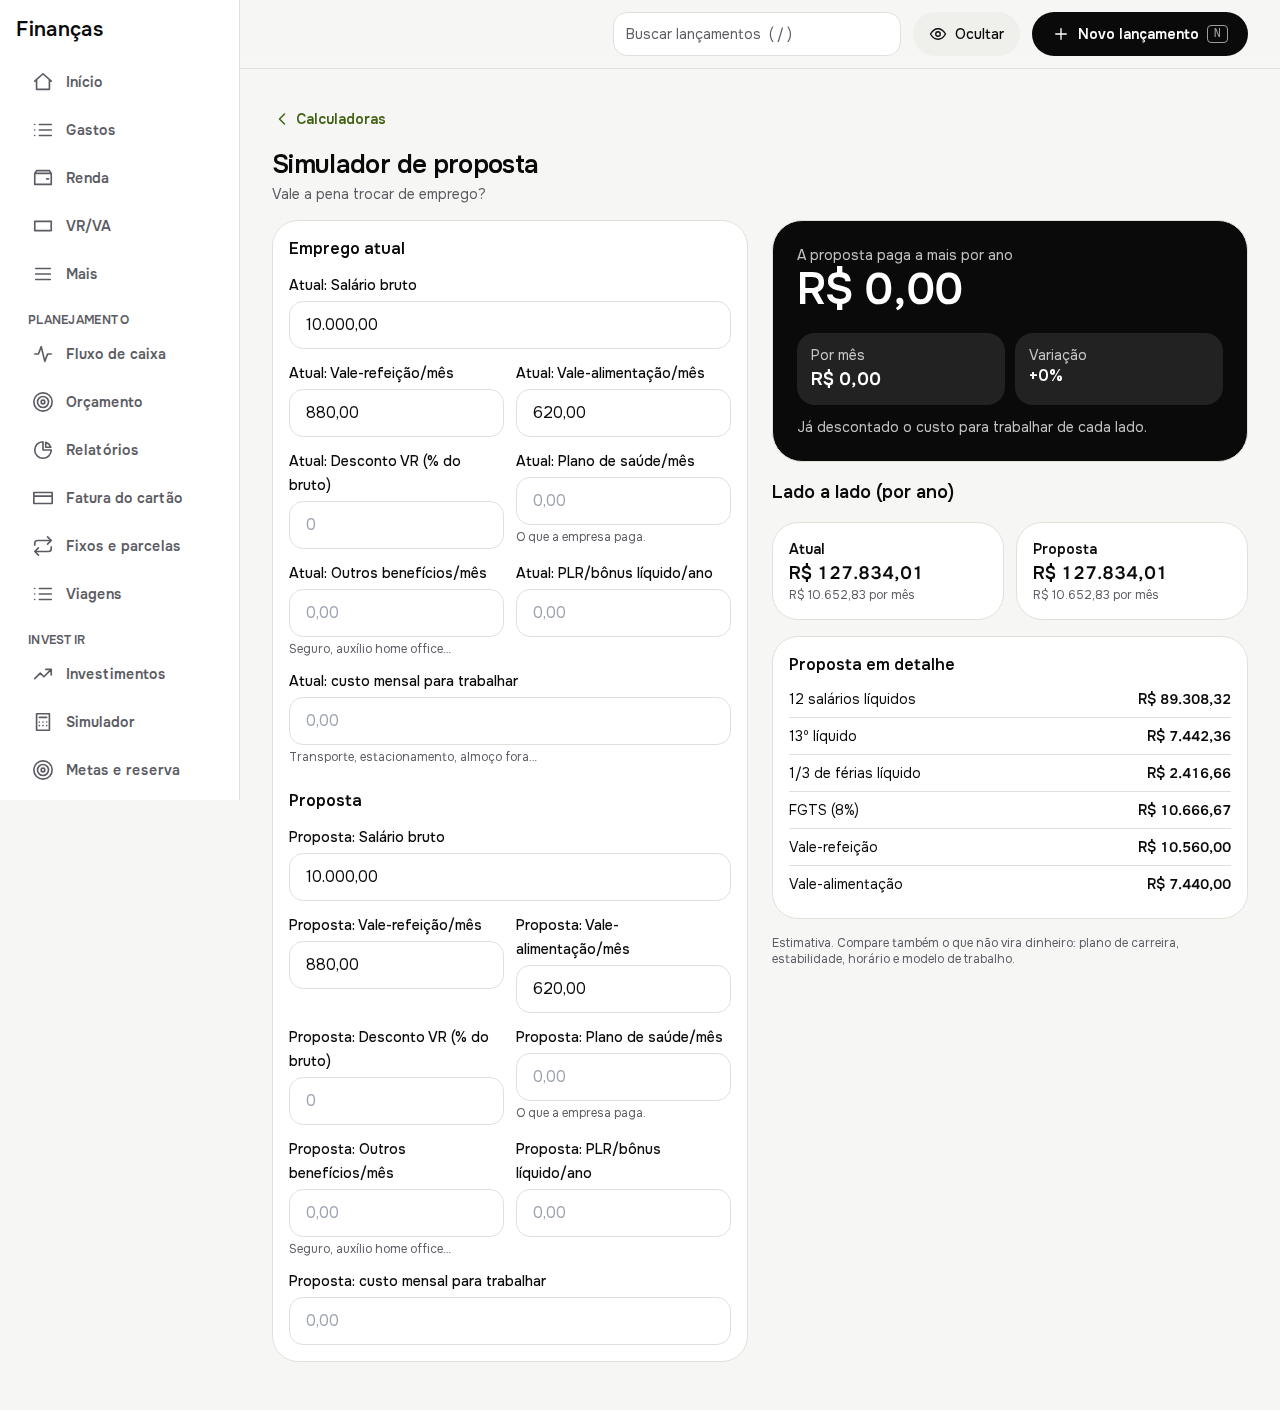 Finanças
Buscar lançamentos ( / )
Ocultar
Novo lançamento N
Início
Gastos
Renda
VR/VA
Mais
PLANEJAMENTO
Fluxo de caixa
Orçamento
Relatórios
Fatura do cartão
Fixos e parcelas
Viagens
INVESTIR
Investimentos
Simulador
Metas e reserva
Calculadoras
Simulador de proposta
Vale a pena trocar de emprego?
Emprego atual
Atual: Salário bruto
10.000,00
Atual: Vale-refeição/mês
880,00
Atual: Vale-alimentação/mês
620,00
Atual: Desconto VR (% do
bruto)
0
Atual: Plano de saúde/mês
0,00
O que a empresa paga.
Atual: Outros benefícios/mês
0,00
Seguro, auxílio home office...
Atual: PLR/bônus líquido/ano
0,00
Atual: custo mensal para trabalhar
0,00
Transporte, estacionamento, almoço fora...
Proposta
Proposta: Salário bruto
10.000,00
Proposta: Vale-refeição/mês
880,00
Proposta: Vale-
alimentação/mês
620,00
Proposta: Desconto VR (% do
bruto)
0
Proposta: Plano de saúde/mês
0,00
O que a empresa paga.
Proposta: Outros
benefícios/mês
0,00
Seguro, auxílio home office...
Proposta: PLR/bônus
líquido/ano
0,00
Proposta: custo mensal para trabalhar
0,00
A proposta paga a mais por ano
R$ 0,00
Por mês
R$ 0,00
Variação
+0%
Já descontado o custo para trabalhar de cada lado.
Lado a lado (por ano)
Atual
R$ 127.834,01
R$ 10.652,83 por mês
Proposta
R$ 127.834,01
R$ 10.652,83 por mês
Proposta em detalhe
12 salários líquidos R$ 89.308,32
13º líquido R$ 7.442,36
1/3 de férias líquido R$ 2.416,66
FGTS (8%) R$ 10.666,67
Vale-refeição R$ 10.560,00
Vale-alimentação R$ 7.440,00
Estimativa. Compare também o que não vira dinheiro: plano de carreira,
estabilidade, horário e modelo de trabalho.